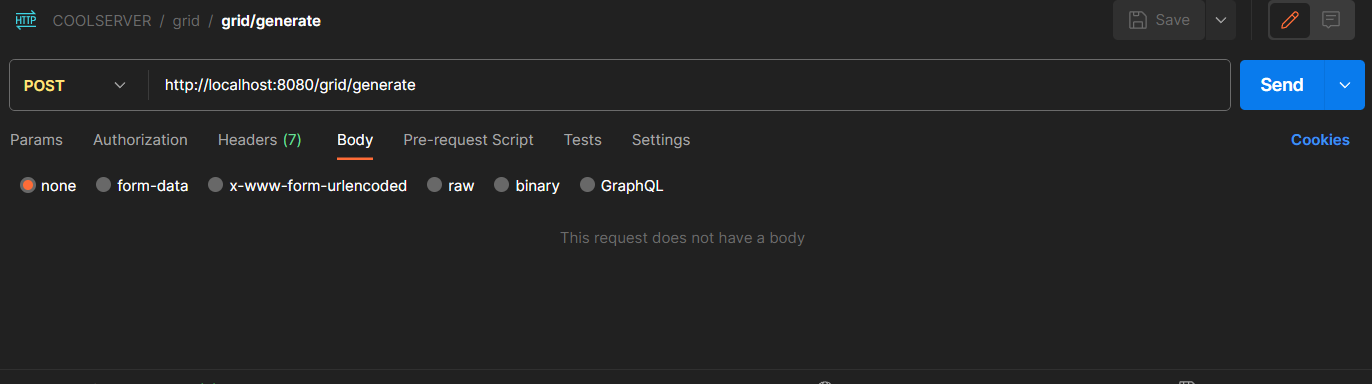 HTTP COOLSERVER / grid / grid/generate Save
POST http://localhost:8080/grid/generate Send
Params Authorization Headers (7) Body Pre-request Script Tests Settings Cookies
none form-data x-www-form-urlencoded raw binary GraphQL
This request does not have a body